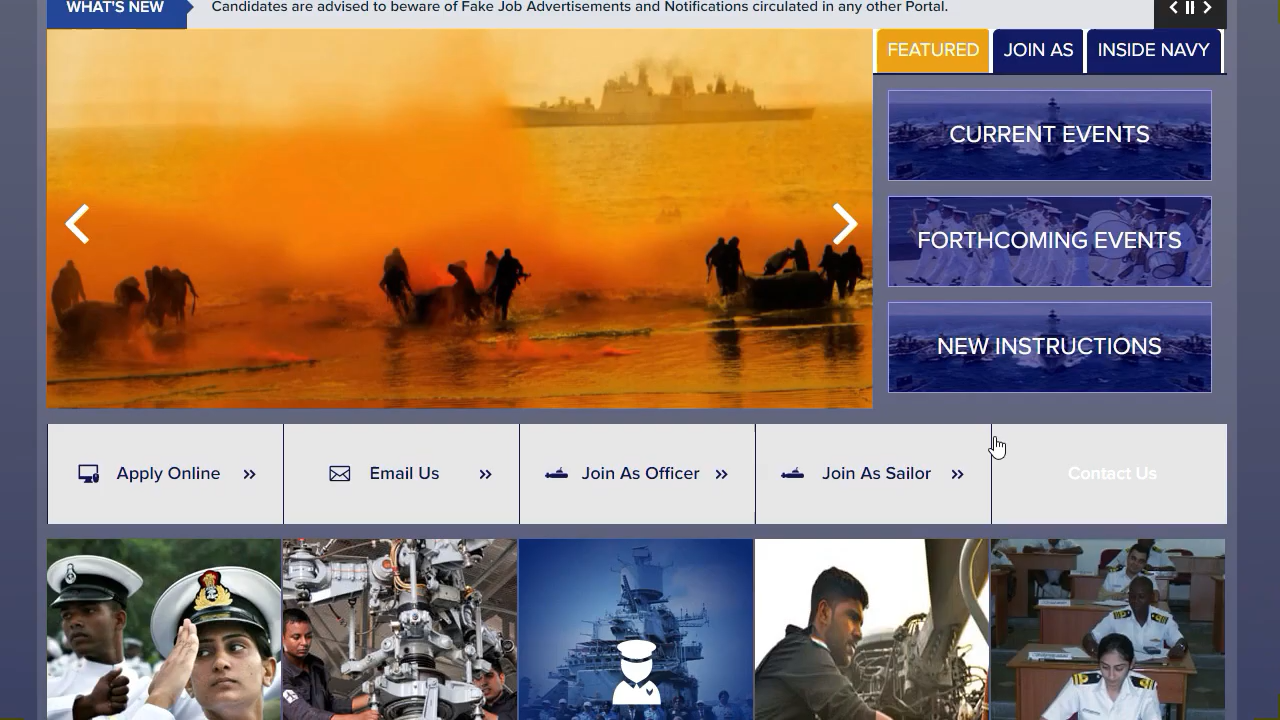 WHAT'S NEW
Candidates are advised to beware of Fake Job Advertisements and Notifications circulated in any other Portal.
FEATURED
JOIN AS
INSIDE NAVY
CURRENT EVENTS
FORTHCOMING EVENTS
NEW INSTRUCTIONS
Apply Online
Email Us
Join As Officer
Join As Sailor
Contact Us